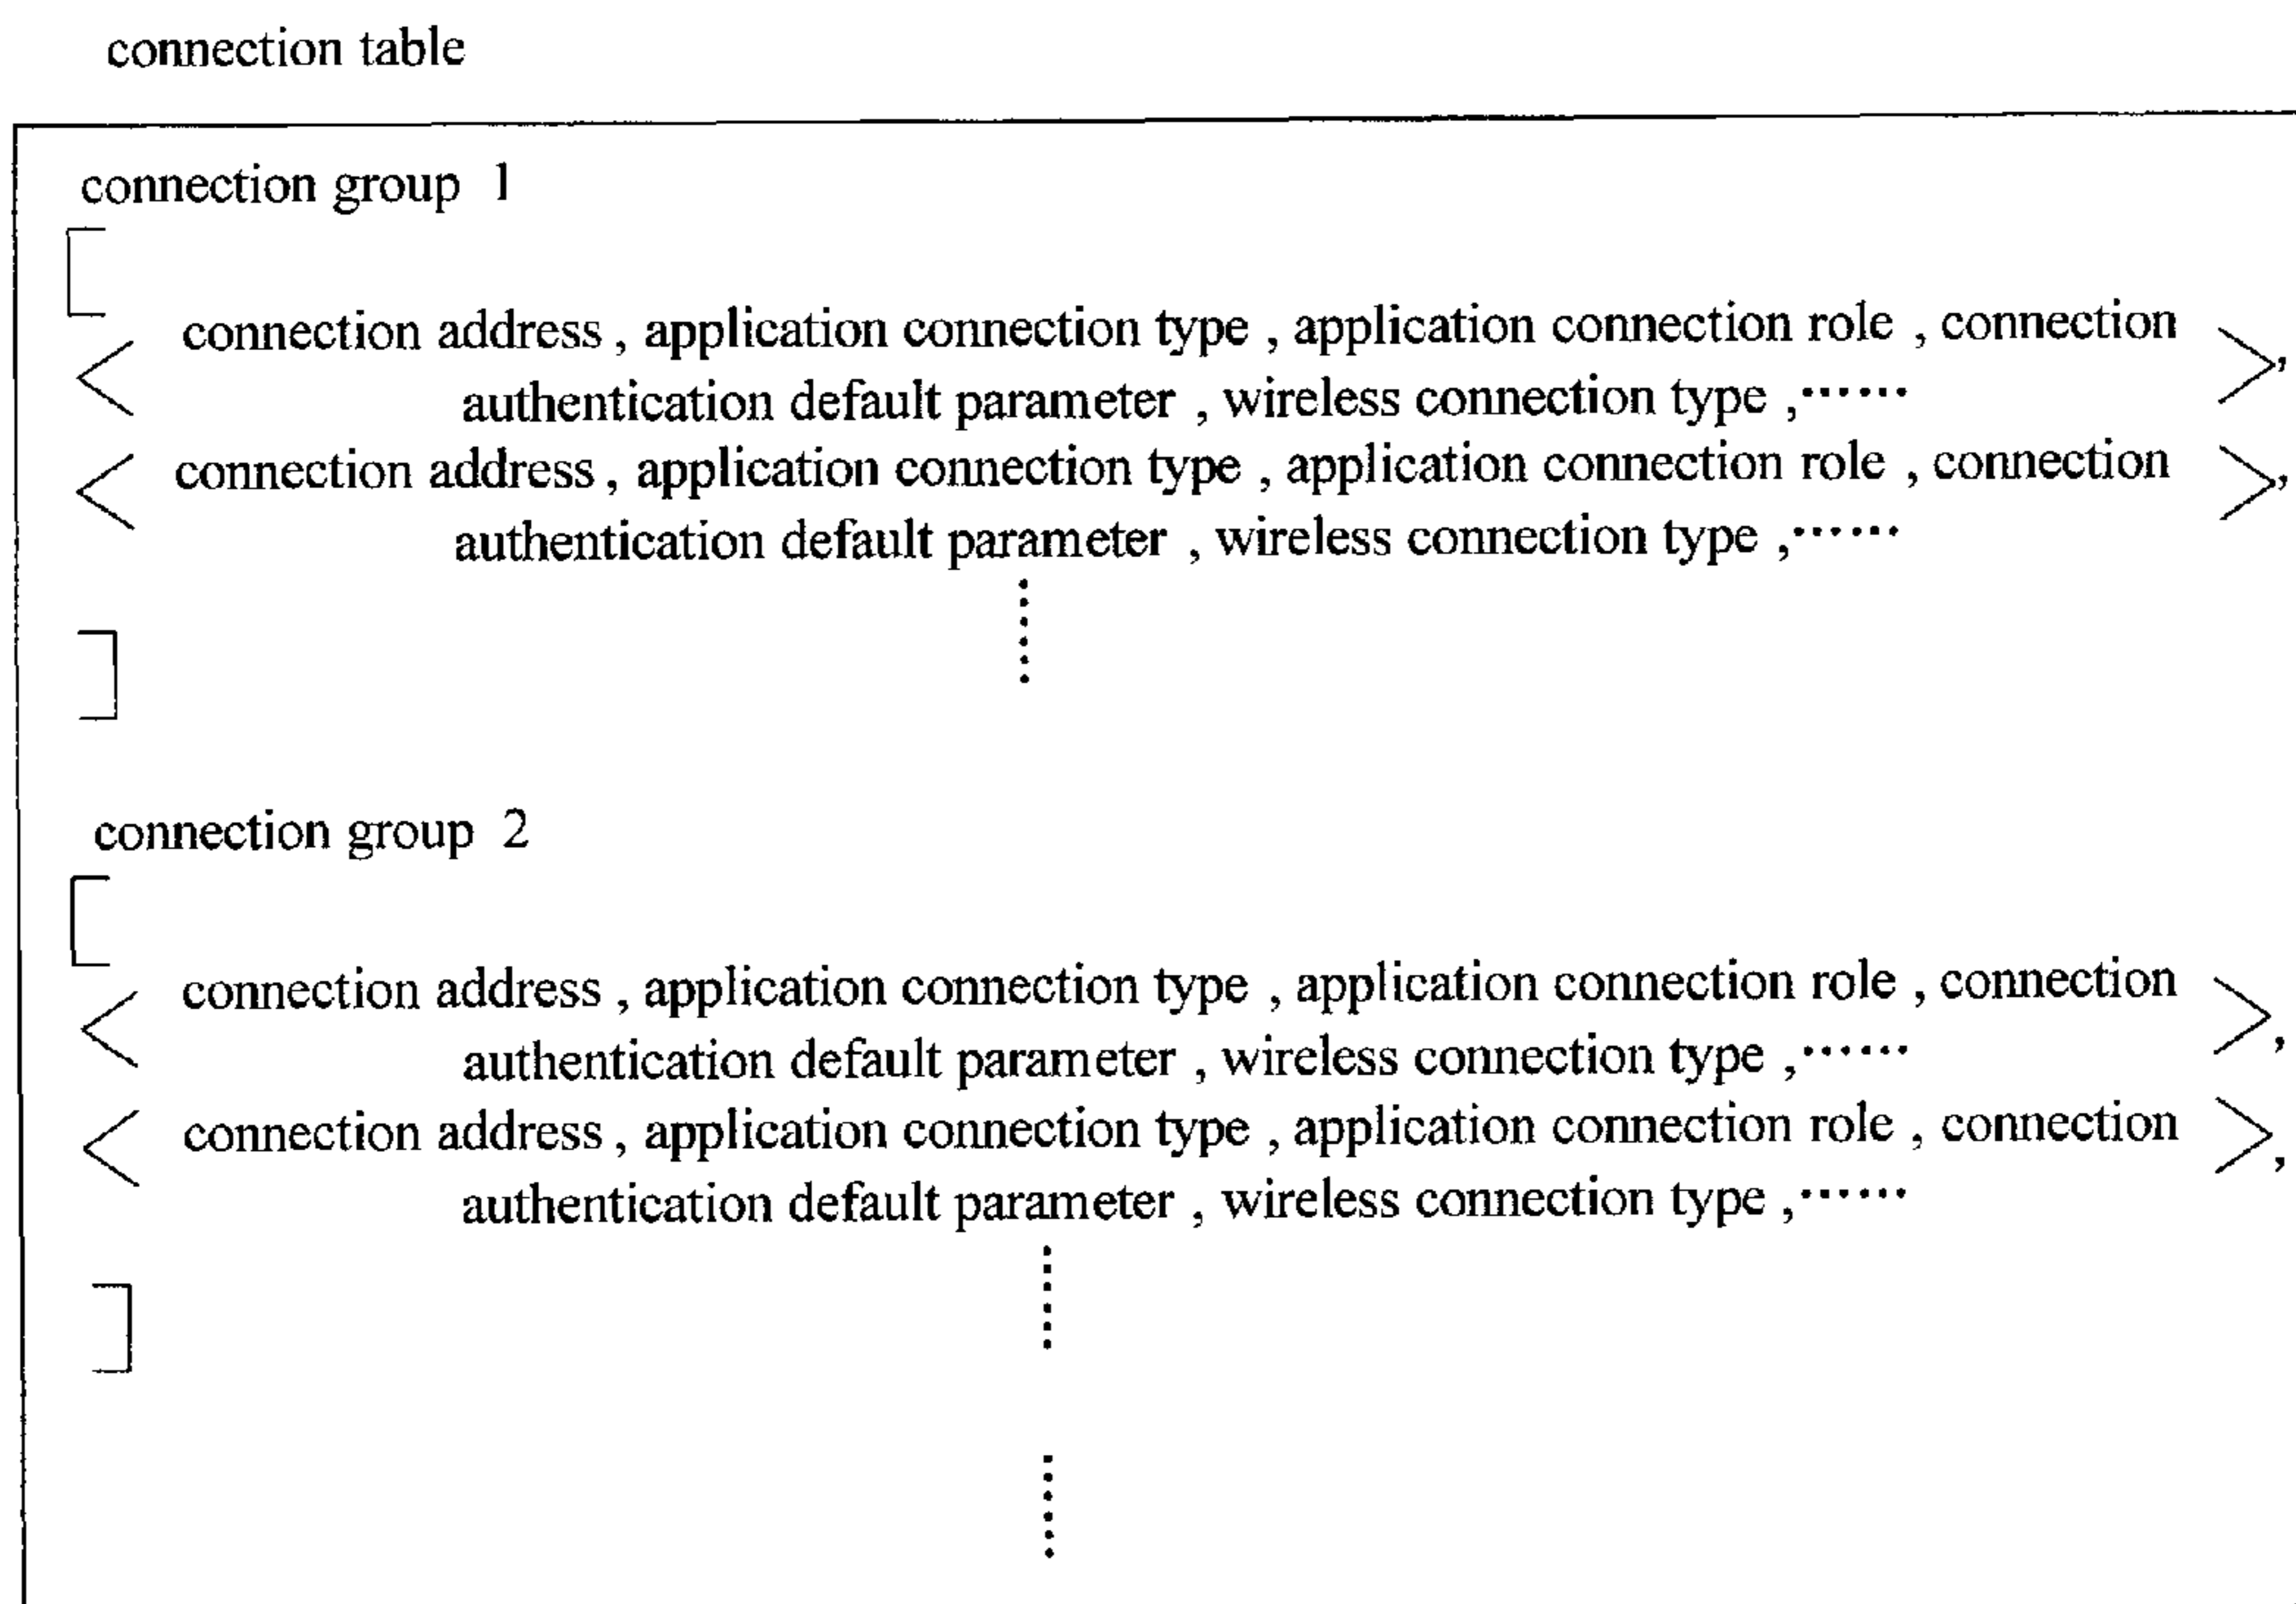 connection table
connection group 1
[
connection address , application connection type , application connection role , connection
< authentication default parameter , wireless connection type ,⋯⋯ >,
connection address , application connection type , application connection role , connection
< authentication default parameter , wireless connection type ,⋯⋯ >,
]
connection group 2
[
connection address , application connection type , application connection role , connection
< authentication default parameter , wireless connection type ,⋯⋯ >,
connection address , application connection type , application connection role , connection
< authentication default parameter , wireless connection type ,⋯⋯ >,
]